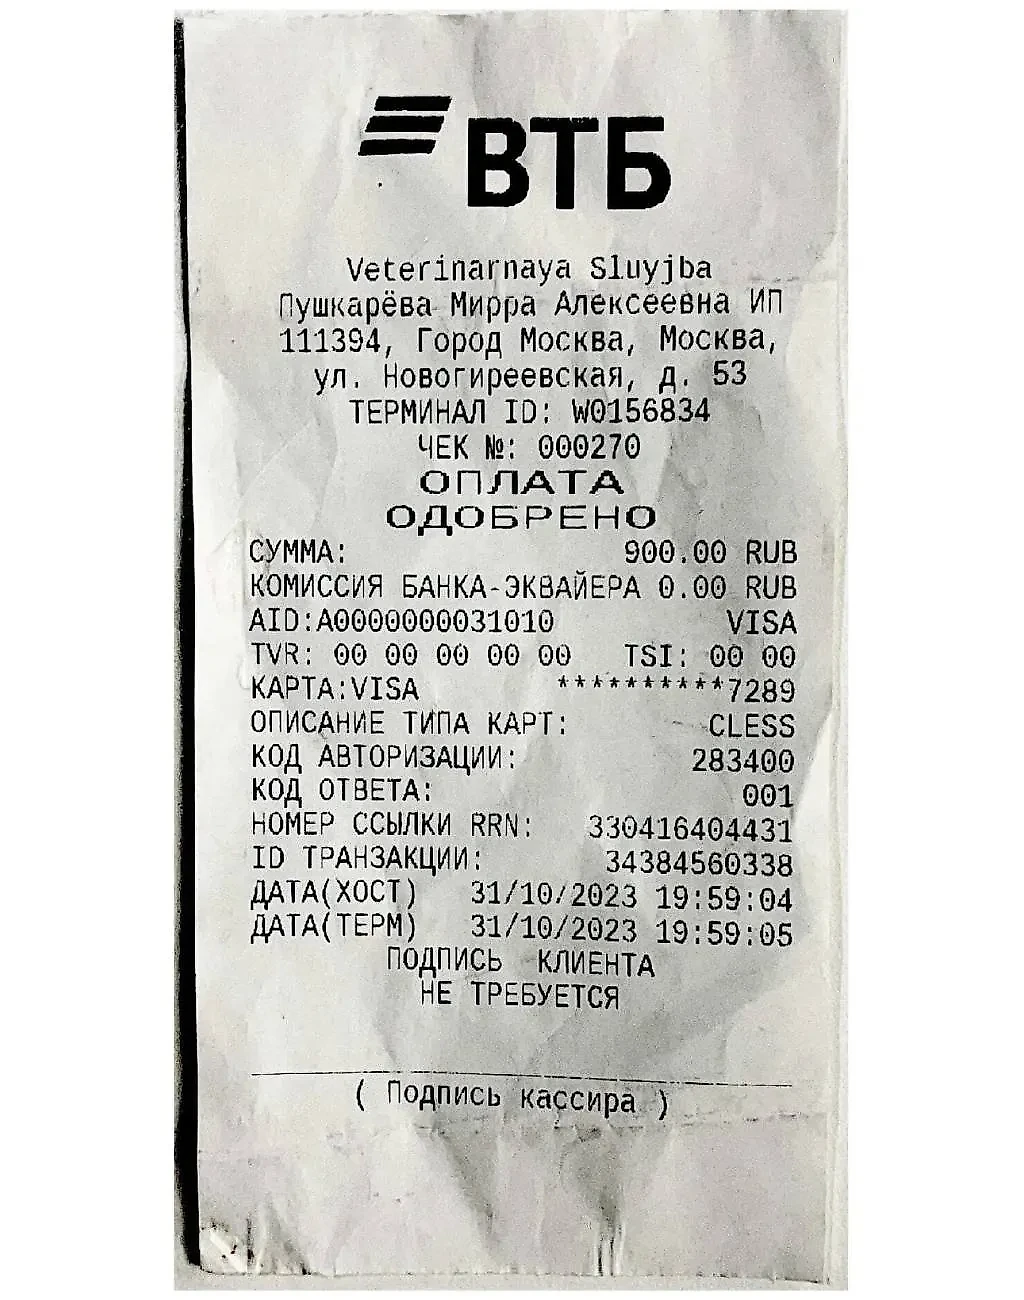 ВТБ
Veterinarnaya Sluyjba
Пушкарёва Мирра Алексеевна ИП
111394, Город Москва, Москва,
ул. Новогиреевская, д. 53
ТЕРМИНАЛ ID: W0156834
ЧЕК №: 000270
ОПЛАТА
ОДОБРЕНО
СУММА: 900.00 RUB
КОМИССИЯ БАНКА-ЭКВАЙЕРА 0.00 RUB
AID:A0000000031010 VISA
TVR: 00 00 00 00 00 TSI: 00 00
КАРТА:VISA **********7289
ОПИСАНИЕ ТИПА КАРТ: CLESS
КОД АВТОРИЗАЦИИ: 283400
КОД ОТВЕТА: 001
НОМЕР ССЫЛКИ RRN: 330416404431
ID ТРАНЗАКЦИИ: 34384560338
ДАТА(ХОСТ) 31/10/2023 19:59:04
ДАТА(ТЕРМ) 31/10/2023 19:59:05
ПОДПИСЬ КЛИЕНТА
НЕ ТРЕБУЕТСЯ
( Подпись кассира )